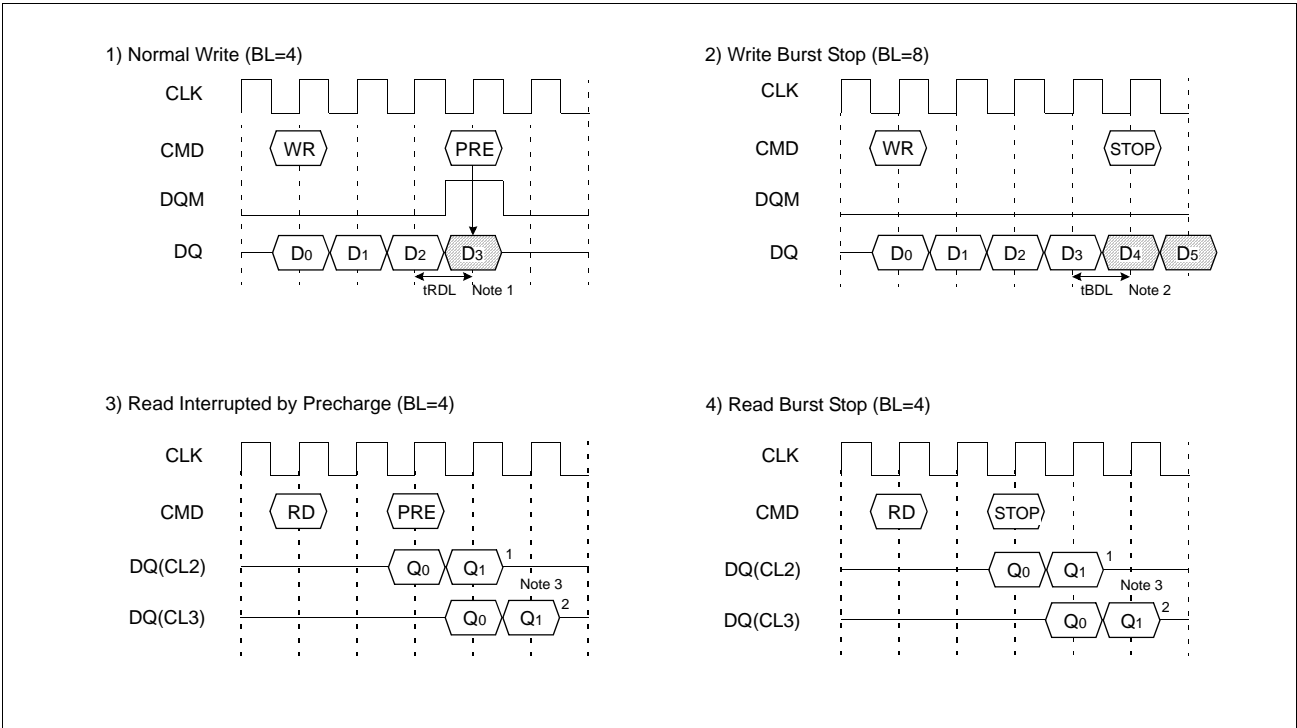 1) Normal Write (BL=4)
CLK
CMD WR PRE
DQM
DQ D0 D1 D2 D3
tRDL Note 1
2) Write Burst Stop (BL=8)
CLK
CMD WR STOP
DQM
DQ D0 D1 D2 D3 D4 D5
tBDL Note 2
3) Read Interrupted by Precharge (BL=4)
CLK
CMD RD PRE
DQ(CL2) Q0 Q1 1
Note 3
DQ(CL3) Q0 Q1 2
4) Read Burst Stop (BL=4)
CLK
CMD RD STOP
DQ(CL2) Q0 Q1 1
Note 3
DQ(CL3) Q0 Q1 2